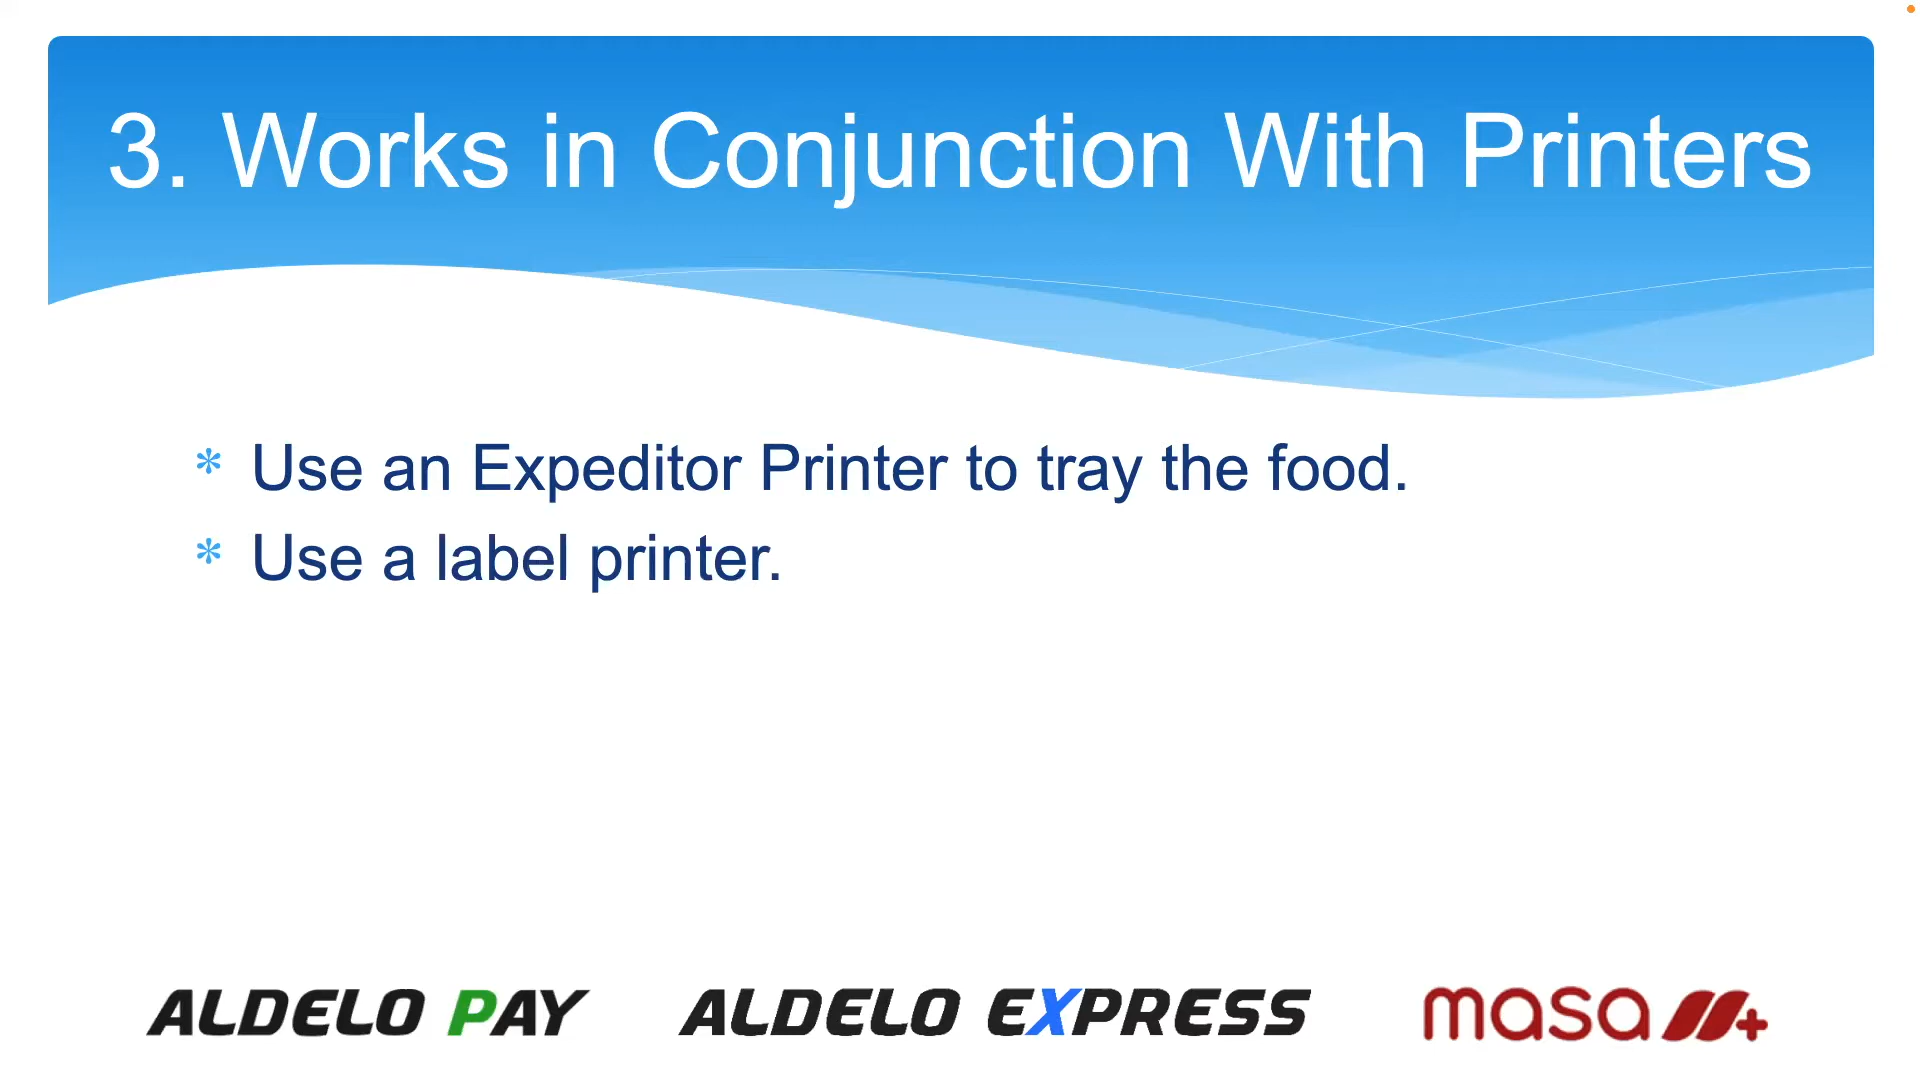 3. Works in Conjunction With Printers
* Use an Expeditor Printer to tray the food.
* Use a label printer.
ALDELO PAY ALDELO EXPRESS masa